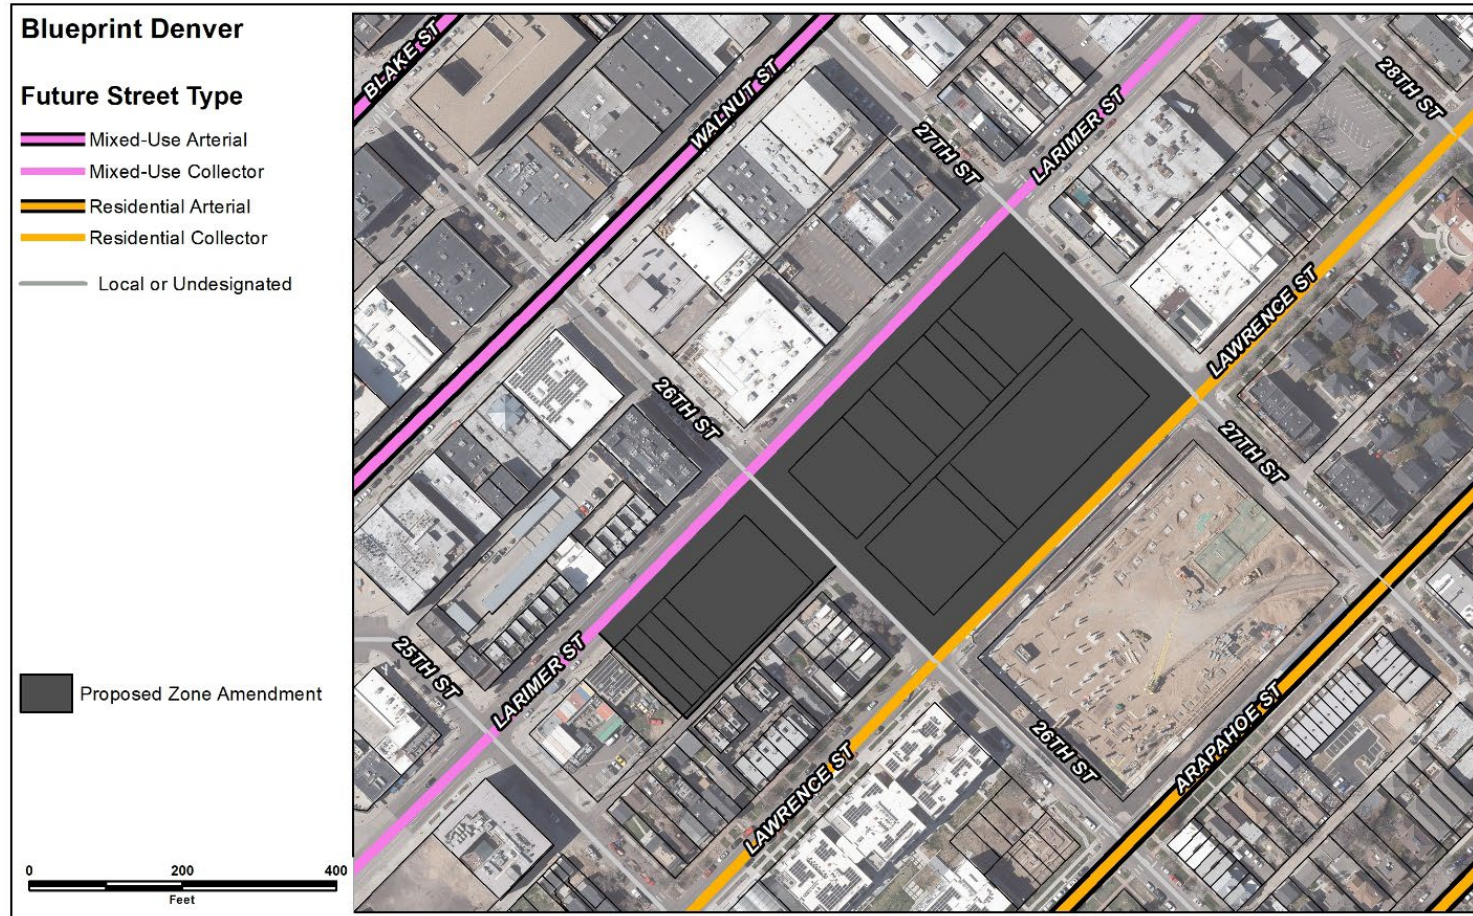 Blueprint Denver
Future Street Type
Mixed-Use Arterial
Mixed-Use Collector
Residential Arterial
Residential Collector
Local or Undesignated
Proposed Zone Amendment
0 200 400
Feet
BLAKE ST
WALNUT ST
27TH ST
LARIMER ST
28TH ST
LAWRENCE ST
26TH ST
27TH ST
25TH ST
LARIMER ST
LAWRENCE ST
26TH ST
ARAPAHOE ST